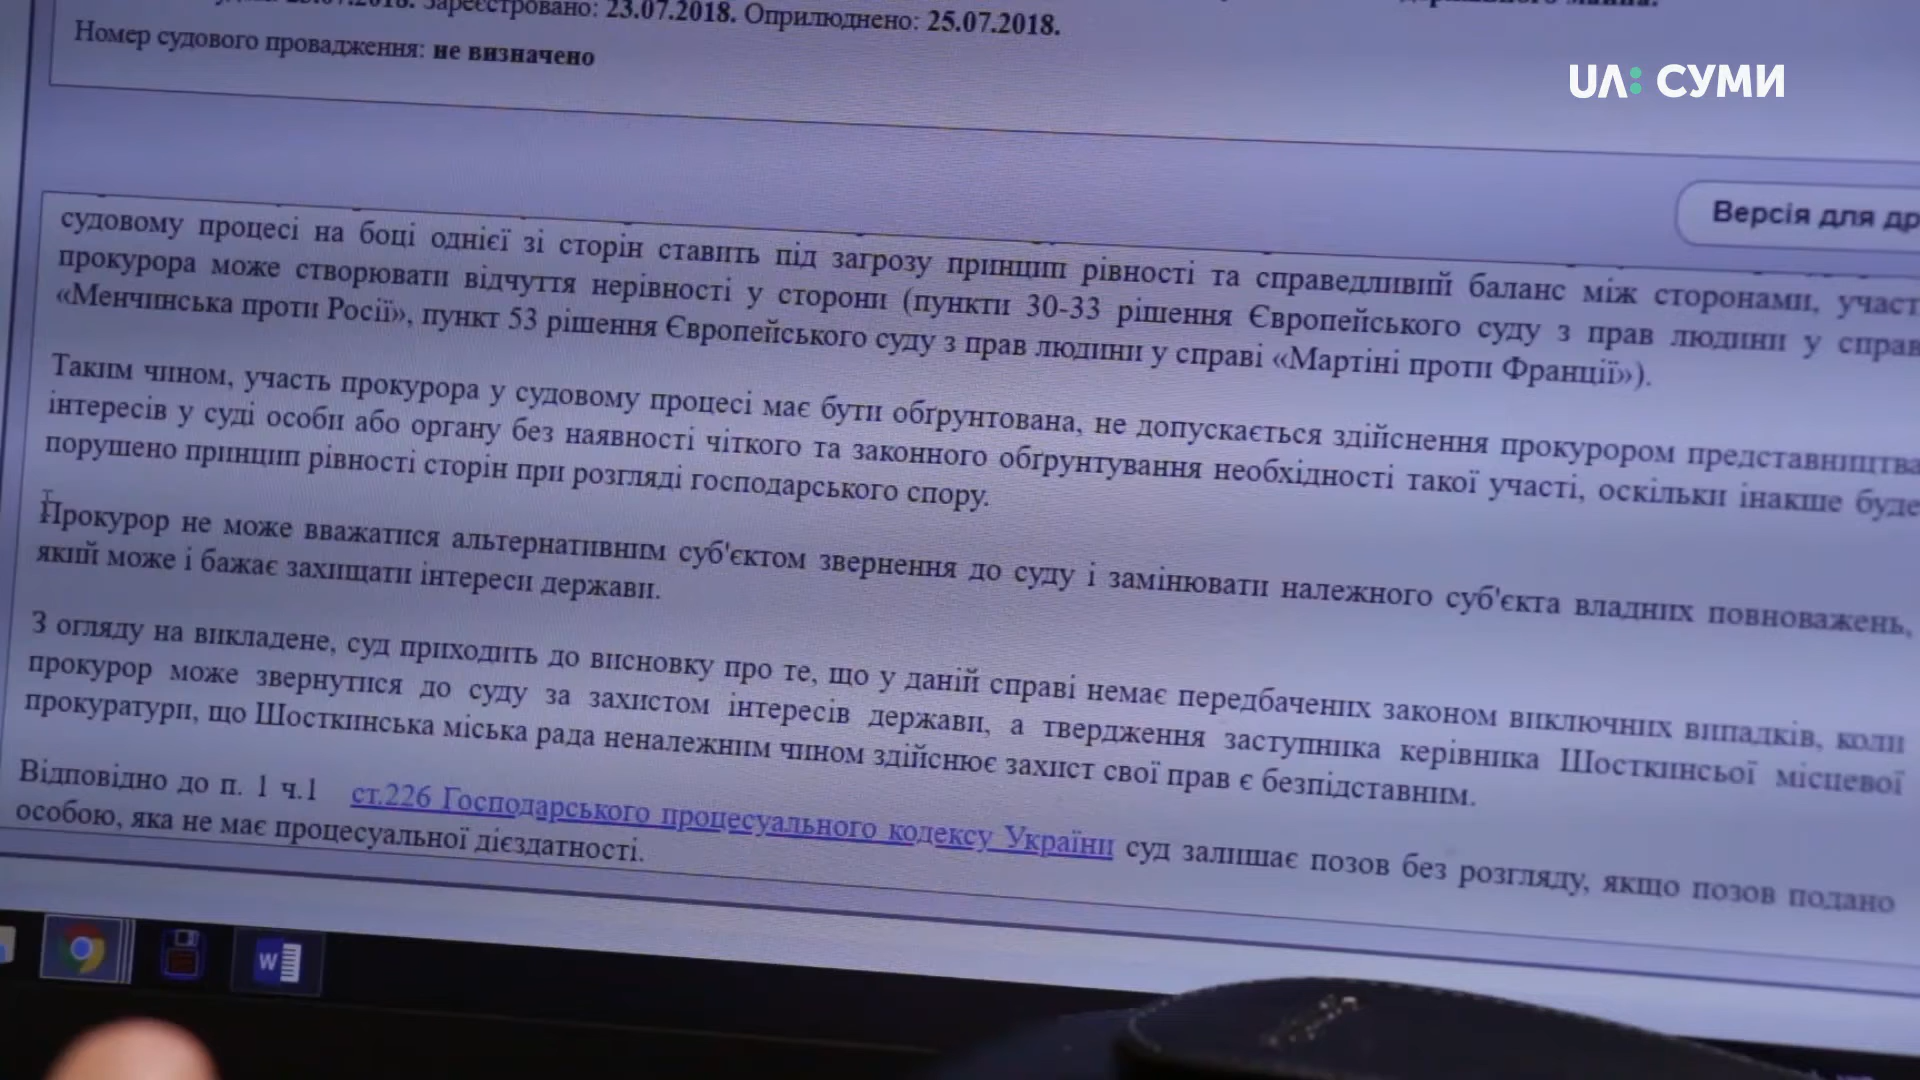 Зареєстровано: 23.07.2018. Оприлюднено: 25.07.2018.
Номер судового провадження: не визначено
UA: СУМИ
Версія для др
судовому процесі на боці однієї зі сторін ставить під загрозу принцип рівності та справедливий баланс між сторонами, участ
прокурора може створювати відчуття нерівності у сторони (пункти 30-33 рішення Європейського суду з прав людини у справ
«Менчинська проти Росії», пункт 53 рішення Європейського суду з прав людини у справі «Мартіні проти Франції»).
Таким чином, участь прокурора у судовому процесі має бути обґрунтована, не допускається здійснення прокурором представництва
інтересів у суді особи або органу без наявності чіткого та законного обґрунтування необхідності такої участі, оскільки інакше буде
порушено принцип рівності сторін при розгляді господарського спору.
Прокурор не може вважатися альтернативним суб'єктом звернення до суду і замінювати належного суб'єкта владних повноважень,
який може і бажає захищати інтереси держави.
З огляду на викладене, суд приходить до висновку про те, що у даній справі немає передбачених законом виключних випадків, коли
прокурор може звернутися до суду за захистом інтересів держави, а твердження заступника керівника Шосткинсьої місцевої
прокуратури, що Шосткинська міська рада неналежним чином здійснює захист свої прав є безпідставним.
Відповідно до п. 1 ч.1 ст.226 Господарського процесуального кодексу України суд залишає позов без розгляду, якщо позов подано
особою, яка не має процесуальної дієздатності.